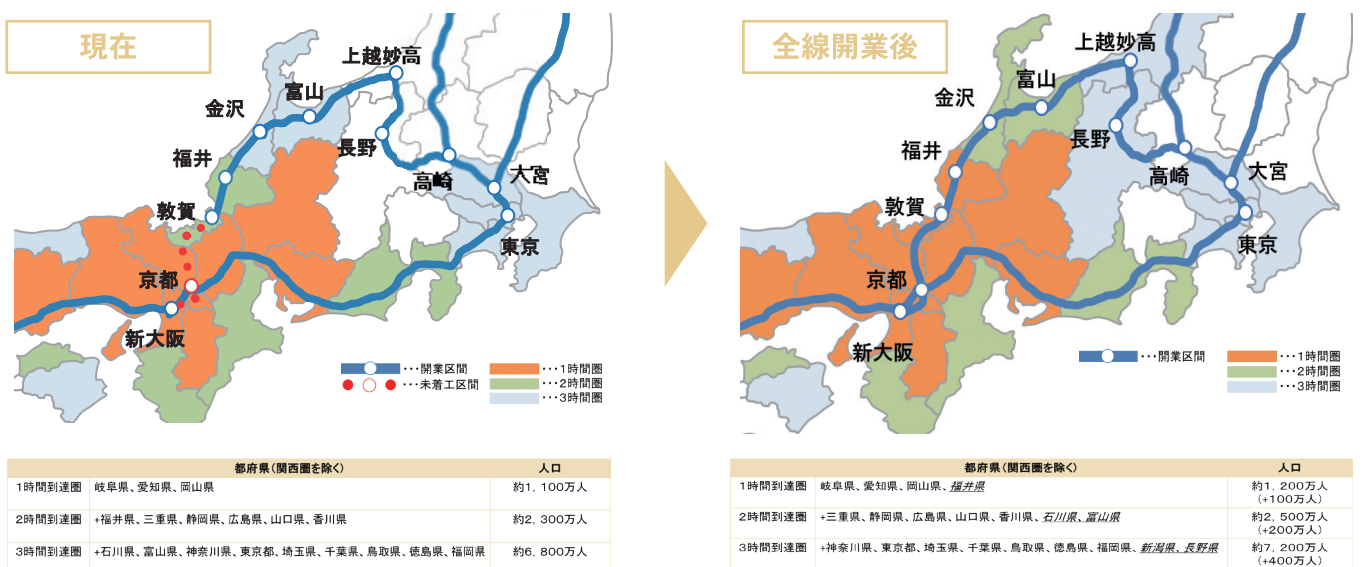 現在
上越妙高
富山
金沢
長野
福井
高崎
大宮
敦賀
東京
京都
新大阪
・・・開業区間
・・・未着工区間
・・・1時間圏
・・・2時間圏
・・・3時間圏
都府県(関西圏を除く) 人口
1時間到達圏 岐阜県、愛知県、岡山県 約1,100万人
2時間到達圏 +福井県、三重県、静岡県、広島県、山口県、香川県 約2,300万人
3時間到達圏 +石川県、富山県、神奈川県、東京都、埼玉県、千葉県、鳥取県、徳島県、福岡県 約6,800万人
全線開業後
上越妙高
富山
金沢
長野
福井
高崎
大宮
敦賀
東京
京都
新大阪
・・・開業区間
・・・1時間圏
・・・2時間圏
・・・3時間圏
都府県(関西圏を除く) 人口
1時間到達圏 岐阜県、愛知県、岡山県、福井県 約1,200万人
(+100万人)
2時間到達圏 +三重県、静岡県、広島県、山口県、香川県、石川県、富山県 約2,500万人
(+200万人)
3時間到達圏 +神奈川県、東京都、埼玉県、千葉県、鳥取県、徳島県、福岡県、新潟県、長野県 約7,200万人
(+400万人)